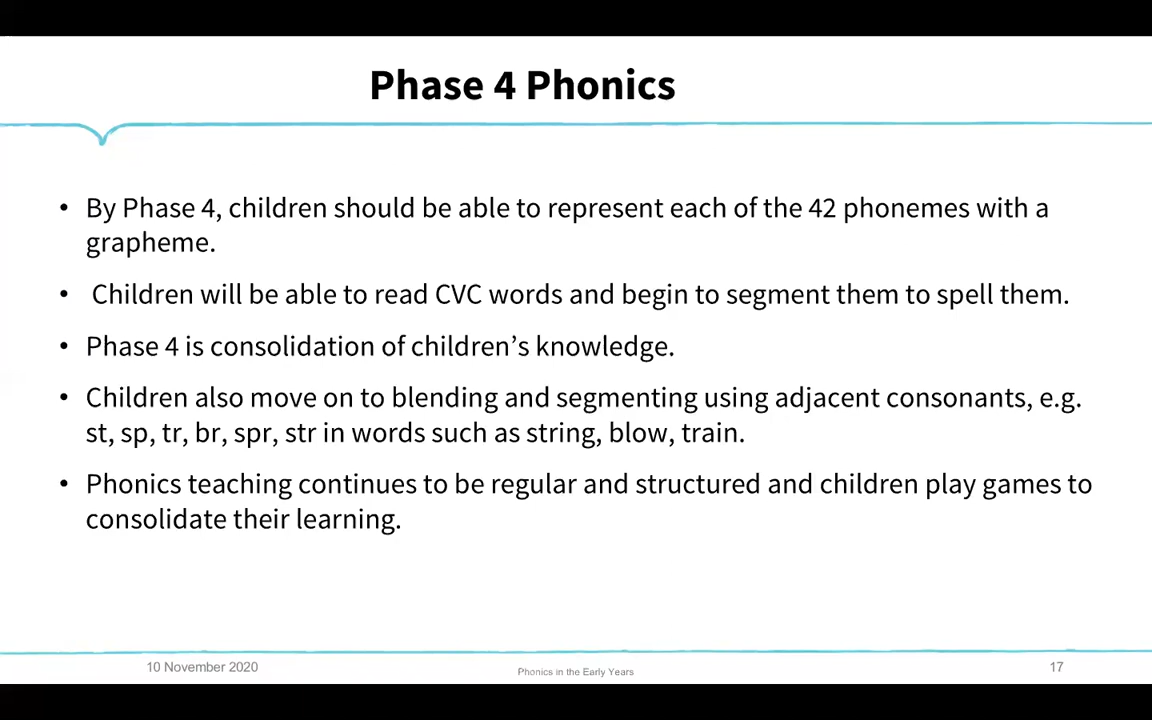 Phase 4 Phonics
• By Phase 4, children should be able to represent each of the 42 phonemes with a
grapheme.
• Children will be able to read CVC words and begin to segment them to spell them.
• Phase 4 is consolidation of children’s knowledge.
• Children also move on to blending and segmenting using adjacent consonants, e.g.
st, sp, tr, br, spr, str in words such as string, blow, train.
• Phonics teaching continues to be regular and structured and children play games to
consolidate their learning.
10 November 2020
Phonics in the Early Years
17